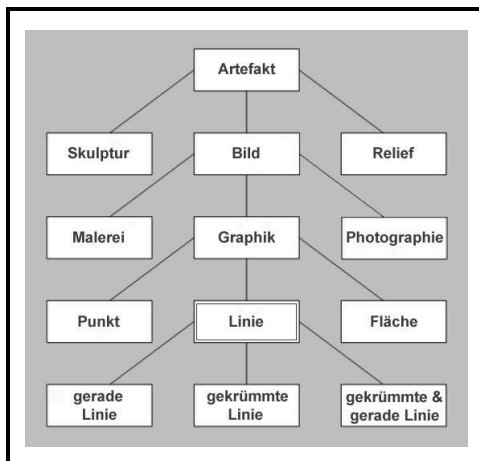 Artefakt
Skulptur
Bild
Relief
Malerei
Graphik
Photographie
Punkt
Linie
Fläche
gerade
Linie
gekrümmte
Linie
gekrümmte &
gerade Linie